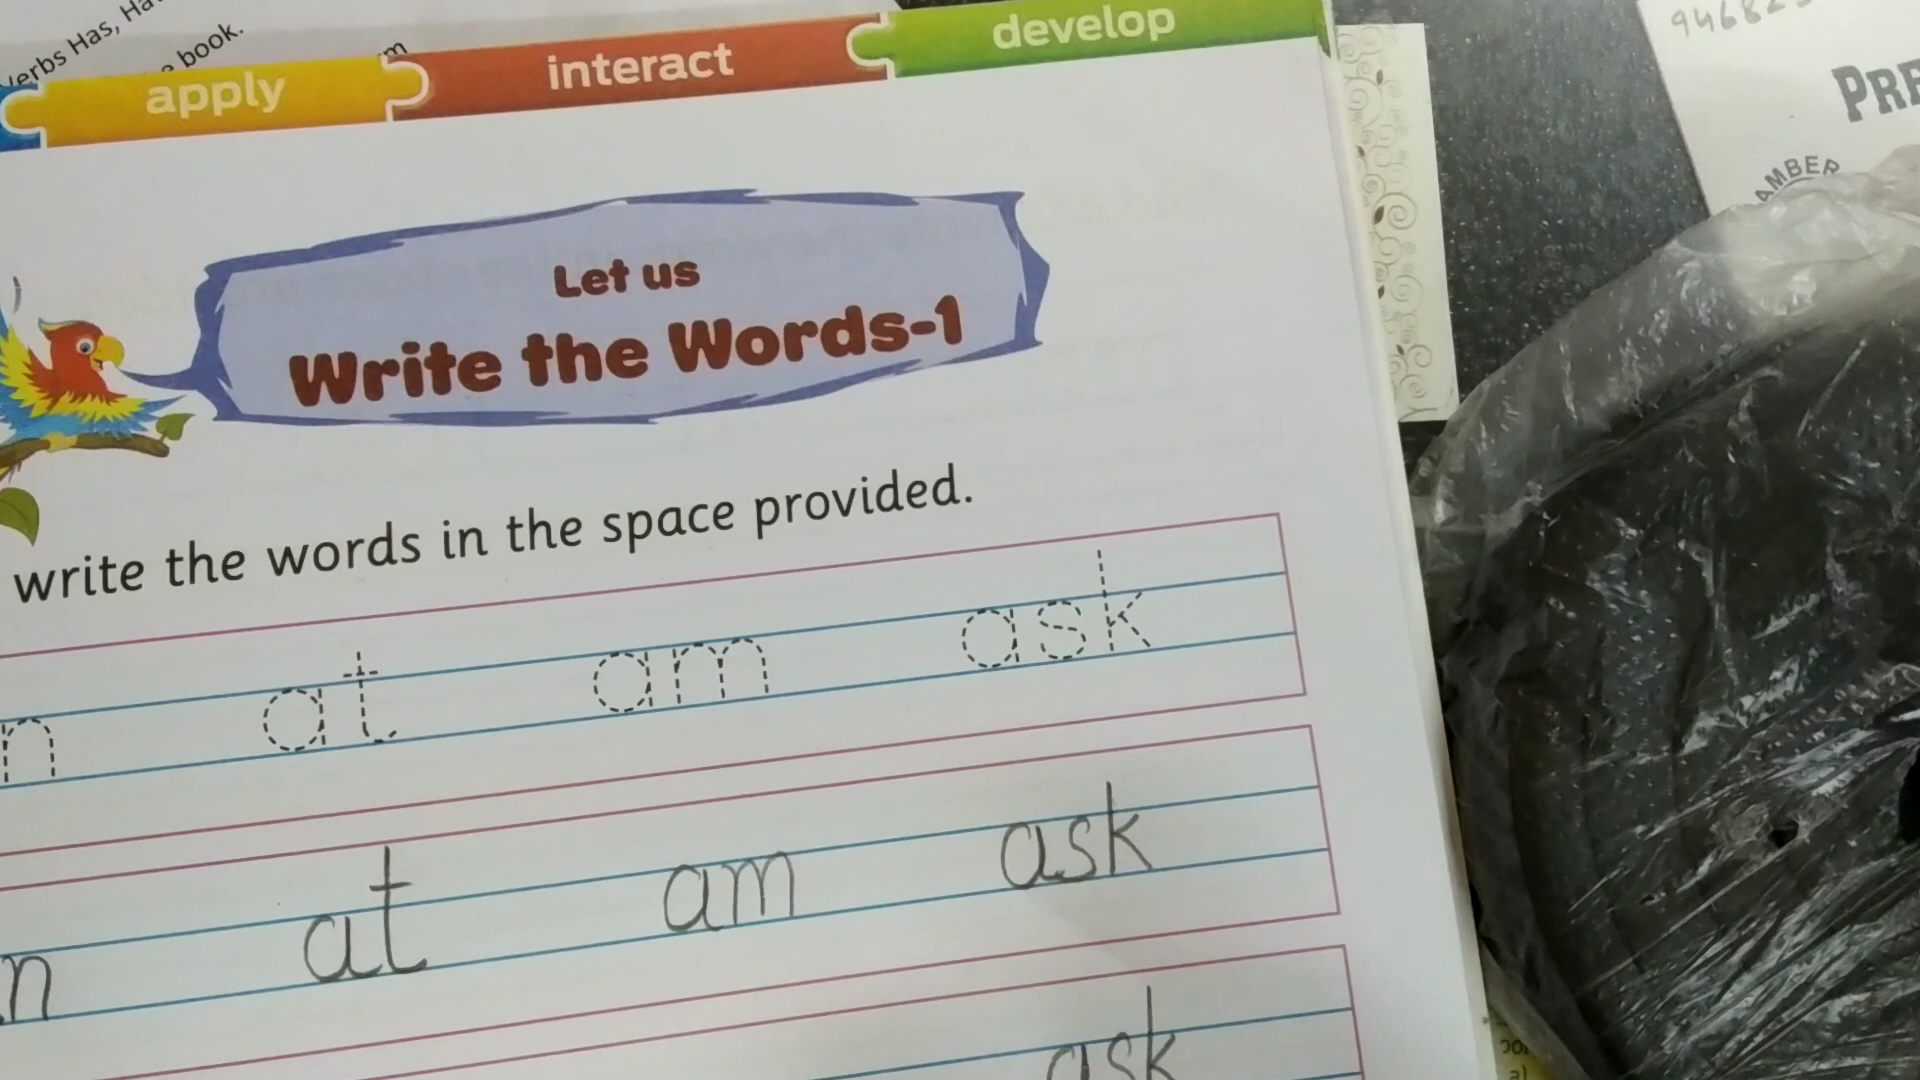 book.
apply interact develop
Let us
Write the Words-1
write the words in the space provided.
n at am ask
n at am ask
ask